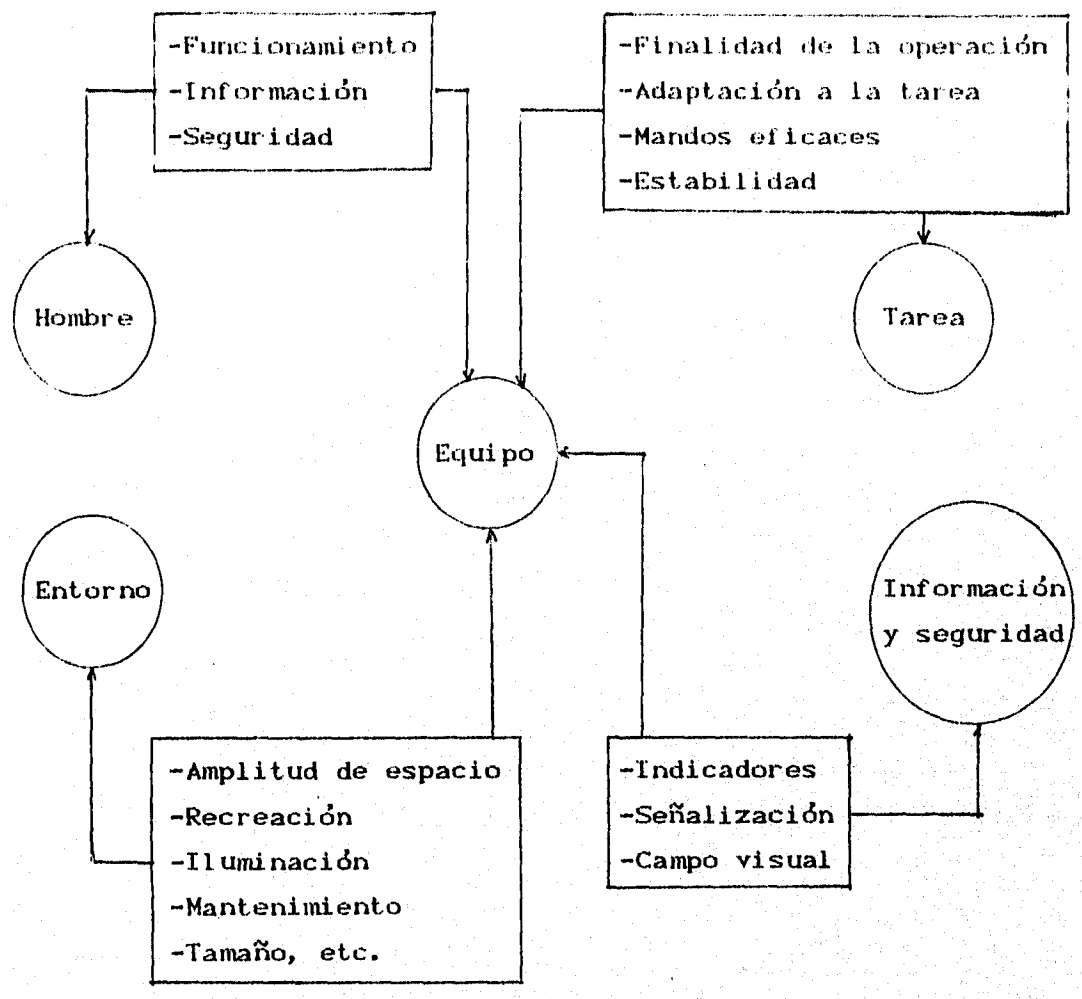 -Funcionamiento
-Información
-Seguridad
-Finalidad de la operación
-Adaptación a la tarea
-Mandos eficaces
-Estabilidad
Hombre
Tarea
Equipo
Entorno
Información
y seguridad
-Amplitud de espacio
-Recreación
-Iluminación
-Mantenimiento
-Tamaño, etc.
-Indicadores
-Señalización
-Campo visual